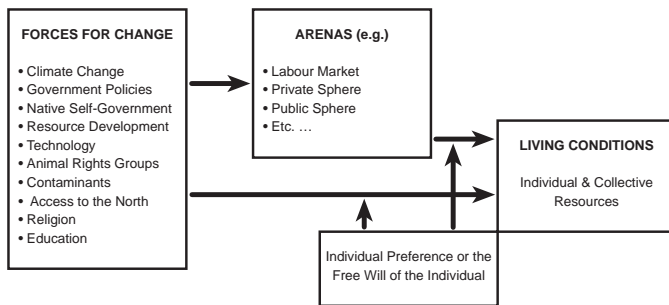 FORCES FOR CHANGE
• Climate Change
• Government Policies
• Native Self-Government
• Resource Development
• Technology
• Animal Rights Groups
• Contaminants
• Access to the North
• Religion
• Education
ARENAS (e.g.)
• Labour Market
• Private Sphere
• Public Sphere
• Etc. …
LIVING CONDITIONS
Individual & Collective
Resources
Individual Preference or the
Free Will of the Individual